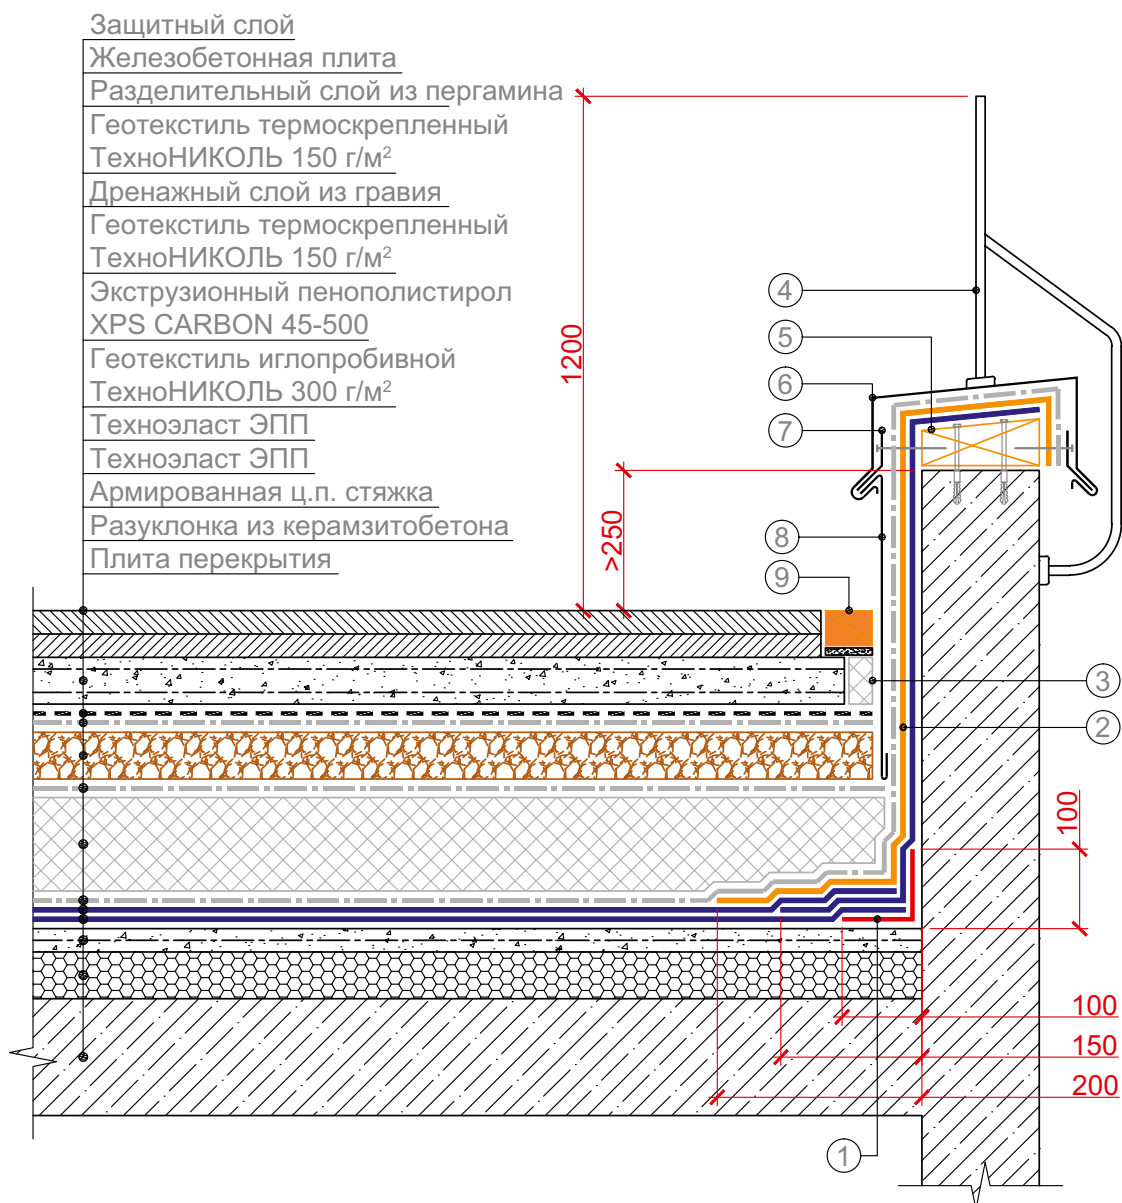 Защитный слой
Железобетонная плита
Разделительный слой из пергамина
Геотекстиль термоскрепленный
ТехноНИКОЛЬ 150 г/м²
Дренажный слой из гравия
Геотекстиль термоскрепленный
ТехноНИКОЛЬ 150 г/м²
Экструзионный пенополистирол
XPS CARBON 45-500
Геотекстиль иглопробивной
ТехноНИКОЛЬ 300 г/м²
Техноэласт ЭПП
Техноэласт ЭПП
Армированная ц.п. стяжка
Разуклонка из керамзитобетона
Плита перекрытия
1200
>250
4
5
6
7
8
9
3
2
100
100
150
200
1